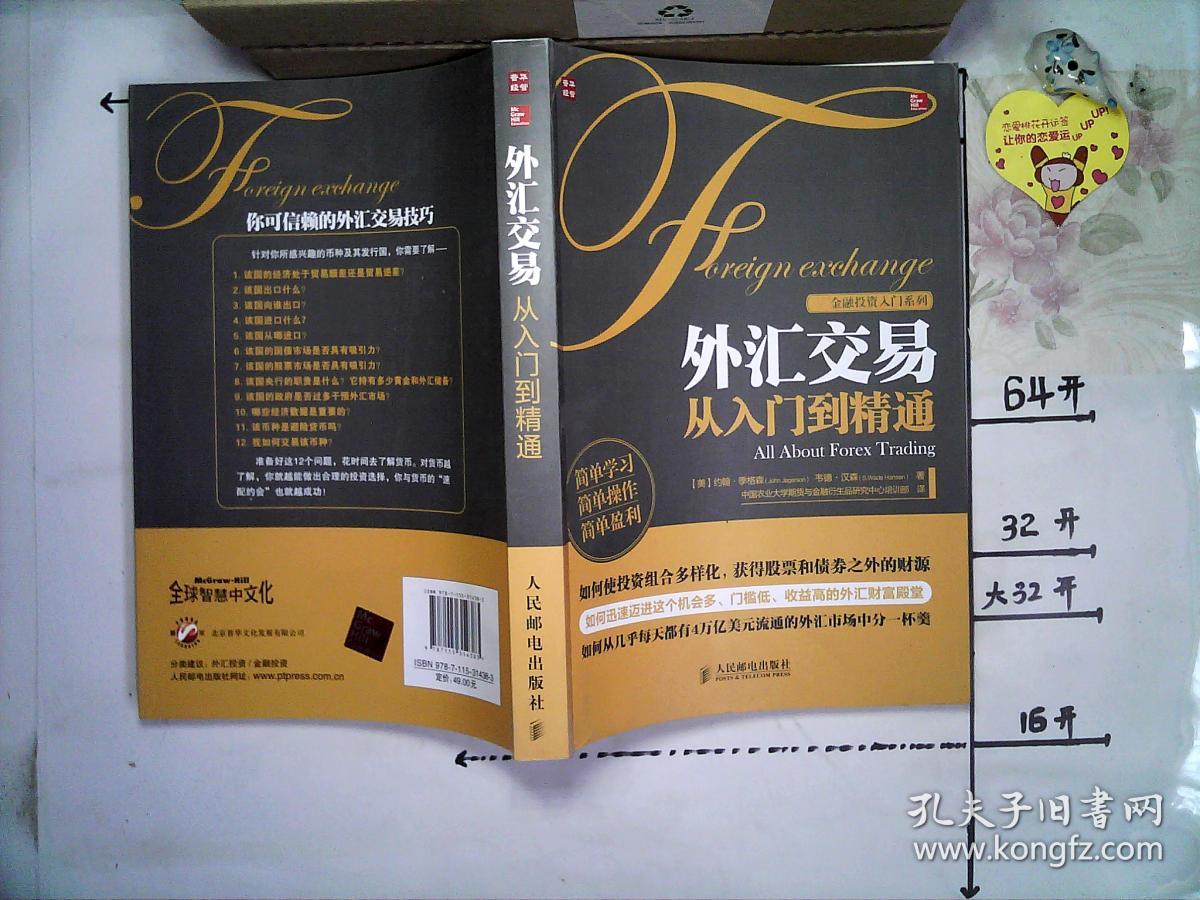 Foreign exchange
你可信赖的外汇交易技巧
针对你所感兴趣的币种及其发行国，你需要了解——
1. 该国的经济处于贸易顺差还是贸易逆差?
2. 该国出口什么?
3. 该国向谁出口?
4. 该国进口什么?
5. 该国从哪进口?
6. 该国的国债市场是否具有吸引力?
7. 该国的股票市场是否具有吸引力?
8. 该国央行的职责是什么? 它持有多少黄金和外汇储备?
9. 该国的政府是否过多干预外汇市场?
10. 哪些经济数据是重要的?
11. 该币种是避险货币吗?
12. 我如何交易该币种?
准备好这12个问题，花时间去了解货币。对货币越
了解，你就越能做出合理的投资选择，你与货币的“速
配约会”也就越成功!
McGraw-Hill
全球智慧中文化
北京普华文化发展有限公司
分类建议: 外汇投资/金融投资
人民邮电出版社网址: www.ptpress.com.cn
ISBN 978-7-115-31436-3
定价: 49.00元
普华
经管
Mc
Graw
Hill
Education
外汇交易
从入门到精通
人民邮电出版社
普华
经管
Mc
Graw
Hill
Education
Foreign exchange
金融投资入门系列
外汇交易
从入门到精通
All About Forex Trading
【美】约翰·季格森 (John Jagerson) 韦德·汉森 (S.Wade Hansen) 著
中国农业大学期货与金融衍生品研究中心培训部 译
简单学习
简单操作
简单盈利
如何使投资组合多样化，获得股票和债券之外的财源
如何迅速迈进这个机会多、门槛低、收益高的外汇财富殿堂
如何从几乎每天都有4万亿美元流通的外汇市场中分一杯羹
人民邮电出版社
POSTS & TELECOM PRESS
恋爱桃花开运签
让你的恋爱运
UP UP UP!
64开
32开
大32开
16开
孔夫子旧书网
www.kongfz.com